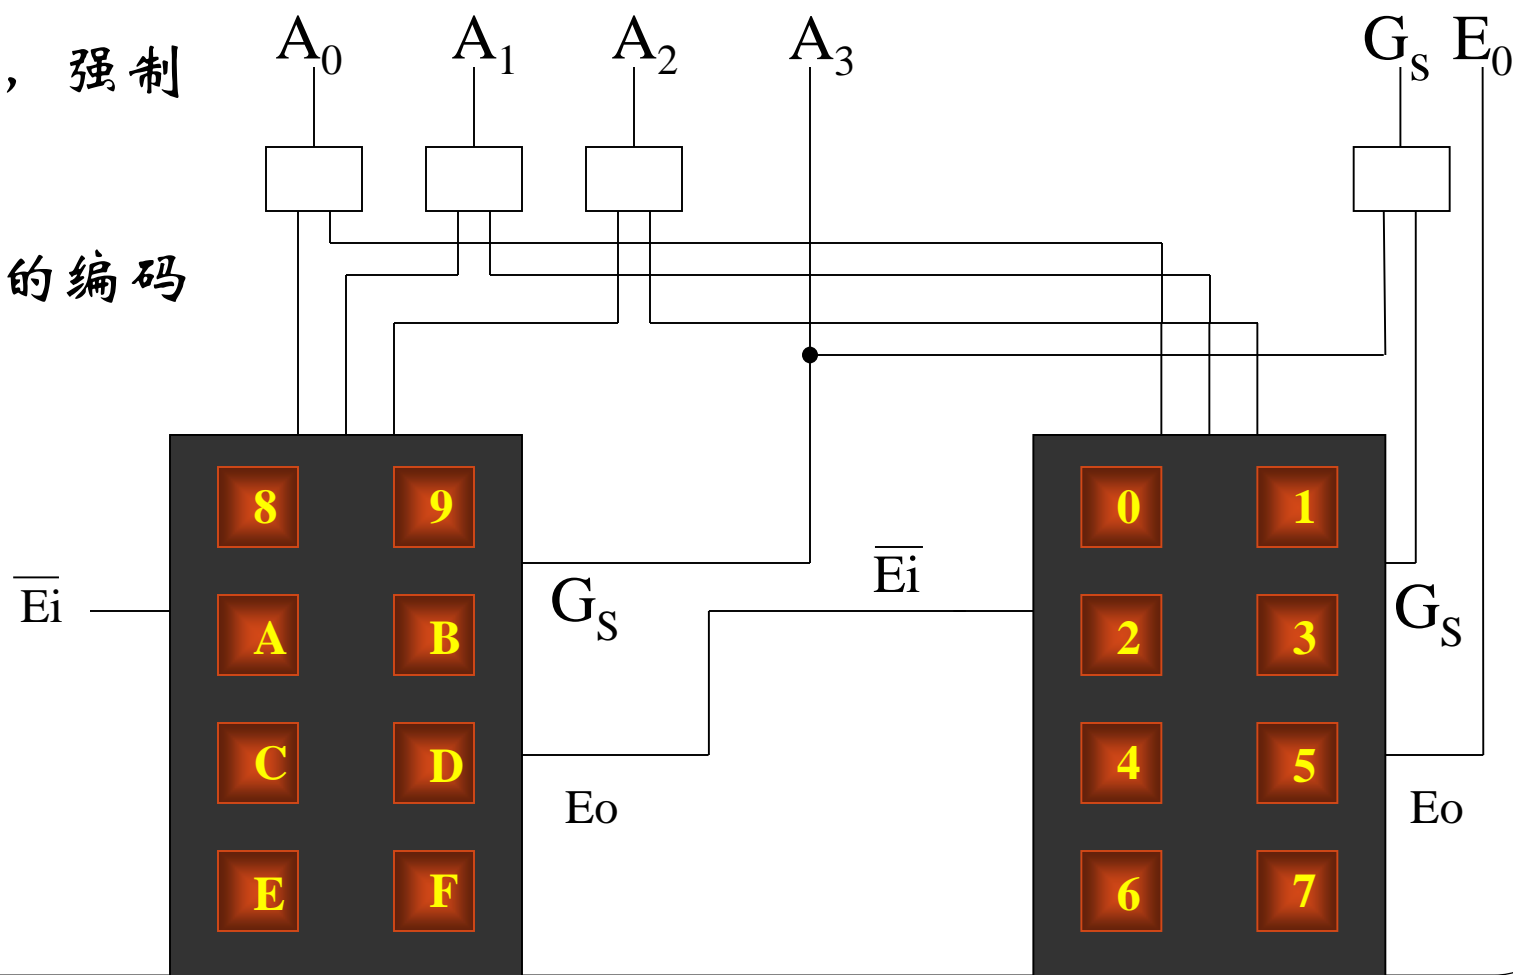 A₀ A₁ A₂ A₃ Gₛ E₀
，强制
的编码
8 9 0 1
Ei
Ei Gₛ Gₛ
A B 2 3
C D 4 5
Eo Eo
E F 6 7